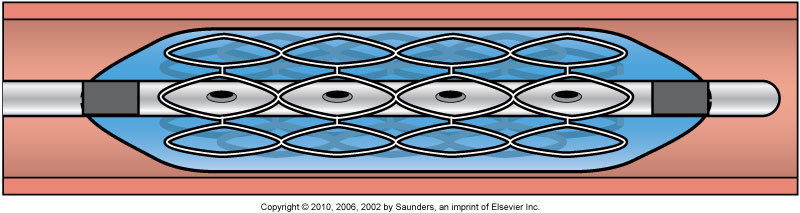 Copyright © 2010, 2006, 2002 by Saunders, an imprint of Elsevier Inc.